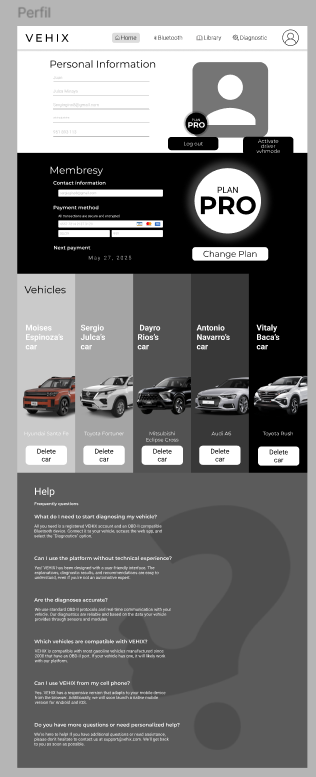 Perfil
VEHIX
Home
Bluetooth
Library
Diagnostic
Personal Information
PLAN
PRO
Log out
Activate
driver
Membresy
Contact information
Payment method
All transactions are secure and encrypted
Next payment
May 27, 2025
PLAN
PRO
Change Plan
Vehicles
Moises
Espinoza's
car
Sergio
Julca's
car
Dayro
Rios's
car
Antonio
Navarro's
car
Vitaly
Baca's
car
Hyundai Santa Fe
Toyota Fortuner
Mitsubishi
Eclipse Cross
Audi A6
Toyota Rush
Delete
car
Delete
car
Delete
car
Delete
car
Delete
car
Help
Frequently questions
What do I need to start diagnosing my vehicle?
All you need is a registered VEHIX account and an OBD-II compatible
Bluetooth device. Connect it to your vehicle, access the web app, and
select the "Diagnostics" option.
Can I use the platform without technical experience?
Yes! VEHIX has been designed with a user-friendly interface. The
explanations, diagnostic results, and recommendations are easy to
understand, even if you're not an automotive expert.
Are the diagnoses accurate?
We use standard OBD-II protocols and real-time communication with your
vehicle. Our diagnostics are reliable and based on the data your vehicle
provides through sensors and modules.
Which vehicles are compatible with VEHIX?
VEHIX is compatible with most gasoline vehicles manufactured since
that have an OBD-II port. If your vehicle has one, it will likely work
with our platform.
Can I use VEHIX from my cell phone?
Yes. VEHIX has a responsive version that adapts to your mobile device
from the browser. Additionally, we will soon launch a native mobile
version for Android and iOS.
Do you have more questions or need personalized help?
We're here to help! If you have additional questions or need assistance,
please don't hesitate to contact us at support@vehix.com. We'll get back
to you as soon as possible.